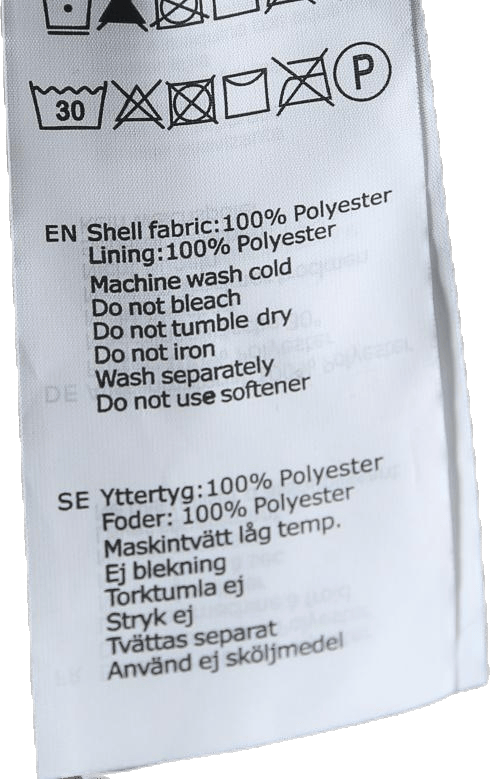 30 P
EN Shell fabric:100% Polyester
Lining:100% Polyester
Machine wash cold
Do not bleach
Do not tumble dry
Do not iron
Wash separately
Do not use softener
SE Yttertyg:100% Polyester
Foder: 100% Polyester
Maskintvätt låg temp.
Ej blekning
Torktumla ej
Stryk ej
Tvättas separat
Använd ej sköljmedel